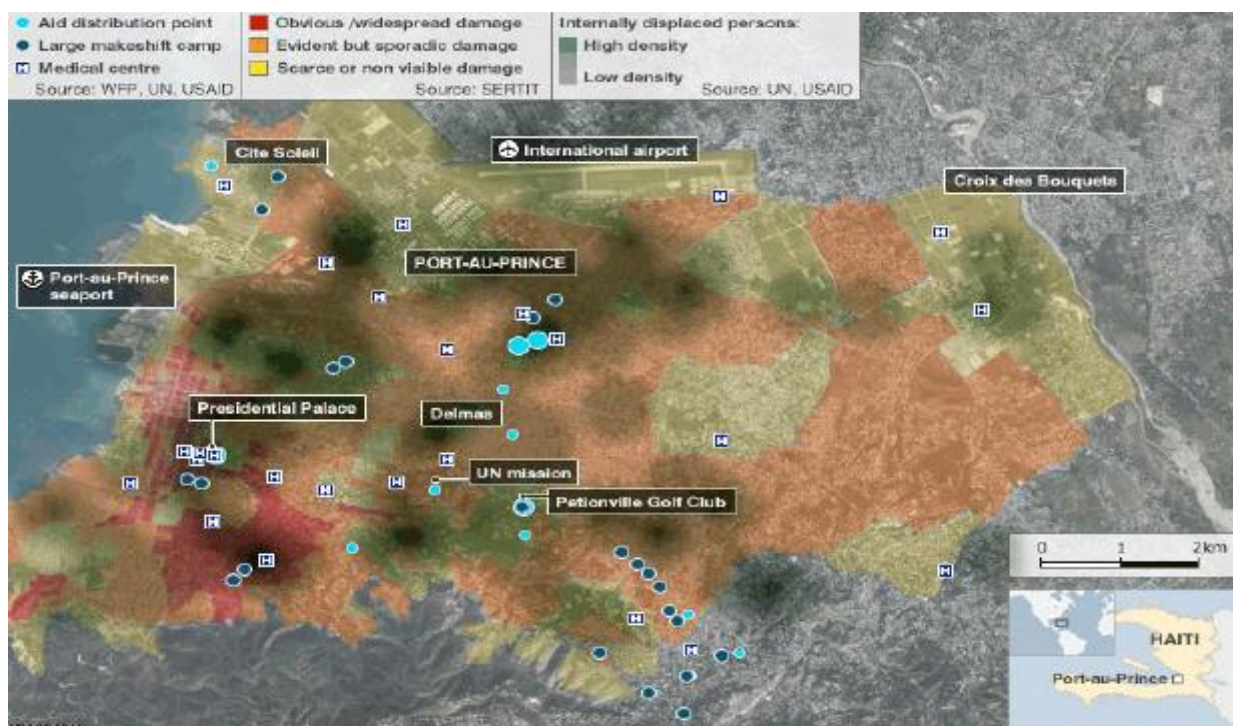 Aid distribution point
Large makeshift camp
Medical centre
Source: WFP, UN, USAID
Obvious /widespread damage
Evident but sporadic damage
Scarce or non visible damage
Source: SERTIT
Internally displaced persons:
High density
Low density
Source: UN, USAID
Cite Soleil
International airport
Croix des Bouquets
Port-au-Prince
seaport
PORT-AU-PRINCE
Presidential Palace
Delmas
UN mission
Petionville Golf Club
0 1 2km
HAITI
Port-au-Prince